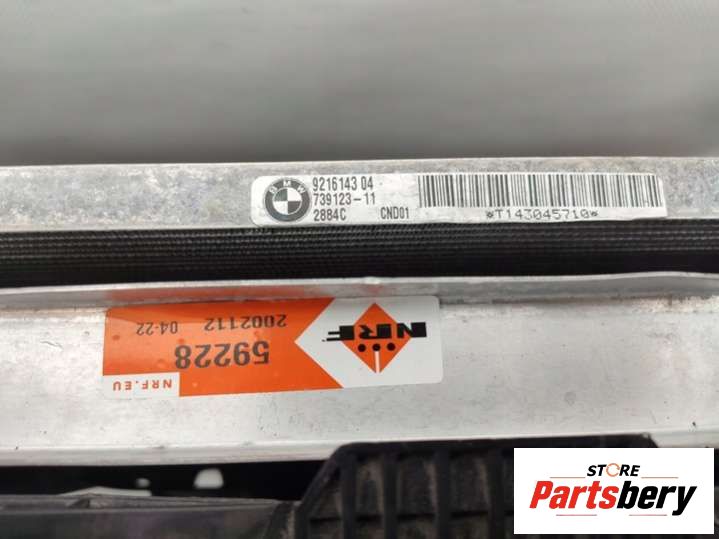 BMW
9216143 04
739123-11
2884C CND01
*T143045710*
NRF
59228
2002112 04-22
NRF.EU
STORE
Partsbery